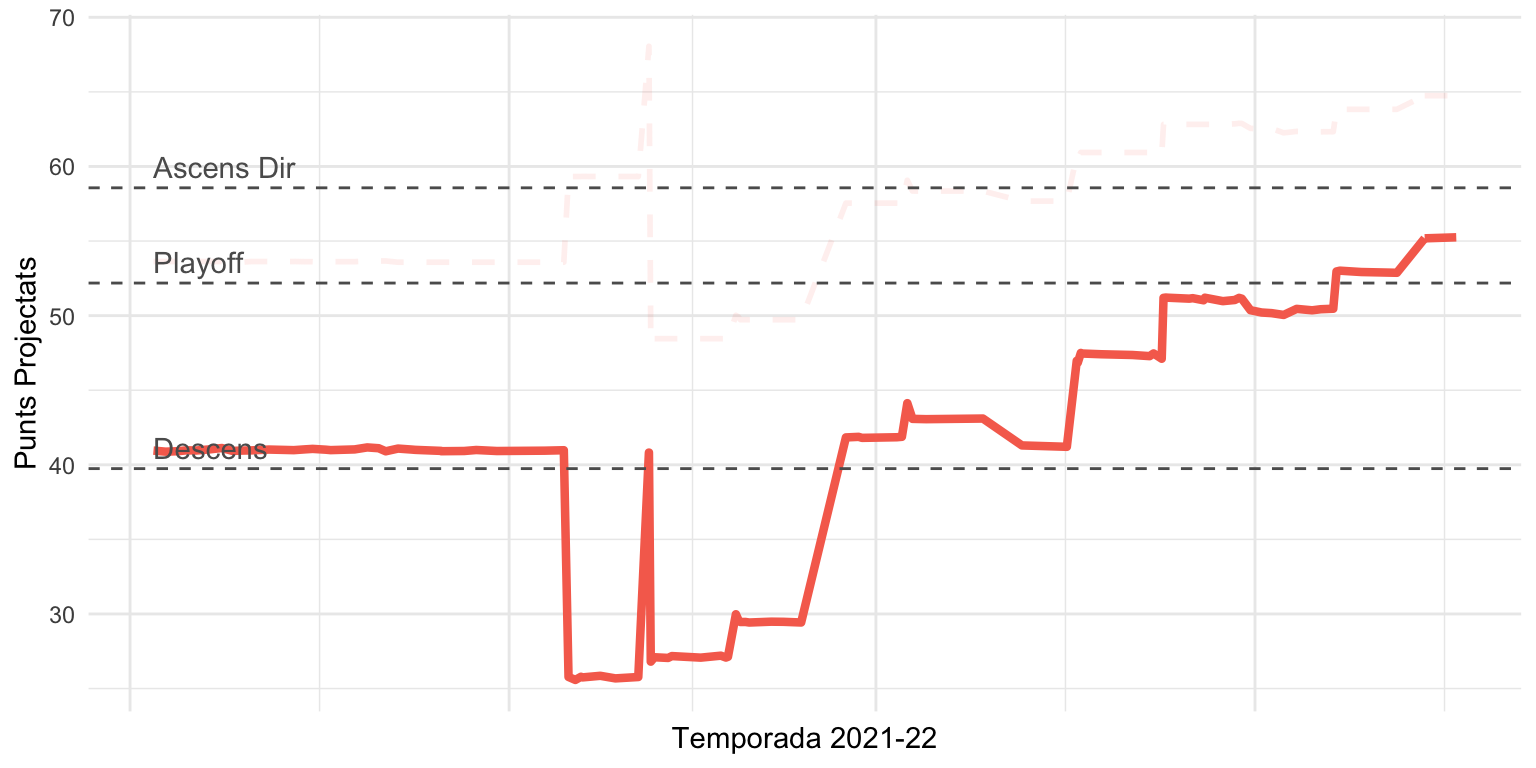 70
60
50
40
30
Punts Projectats
Ascens Dir
Playoff
Descens
Temporada 2021-22